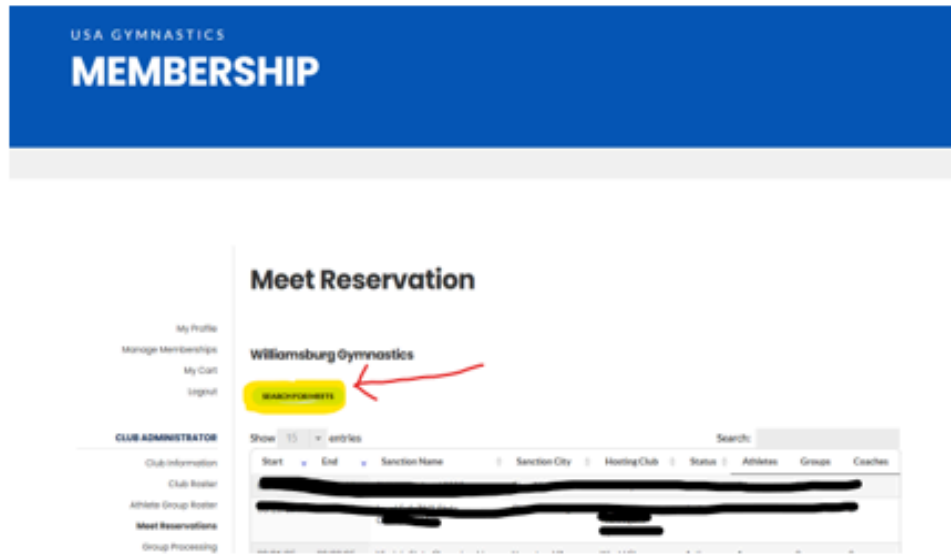 USA GYMNASTICS
MEMBERSHIP
Meet Reservation
My Profile
Manage Memberships
My Cart
Logout
Williamsburg Gymnastics
SEARCH FOR MEETS
CLUB ADMINISTRATOR
Club Information
Club Roster
Athlete Group Roster
Meet Reservations
Group Processing
Show 15 entries
Search:
Start End Sanction Name Sanction City Hosting Club Status Athletes Groups Coaches